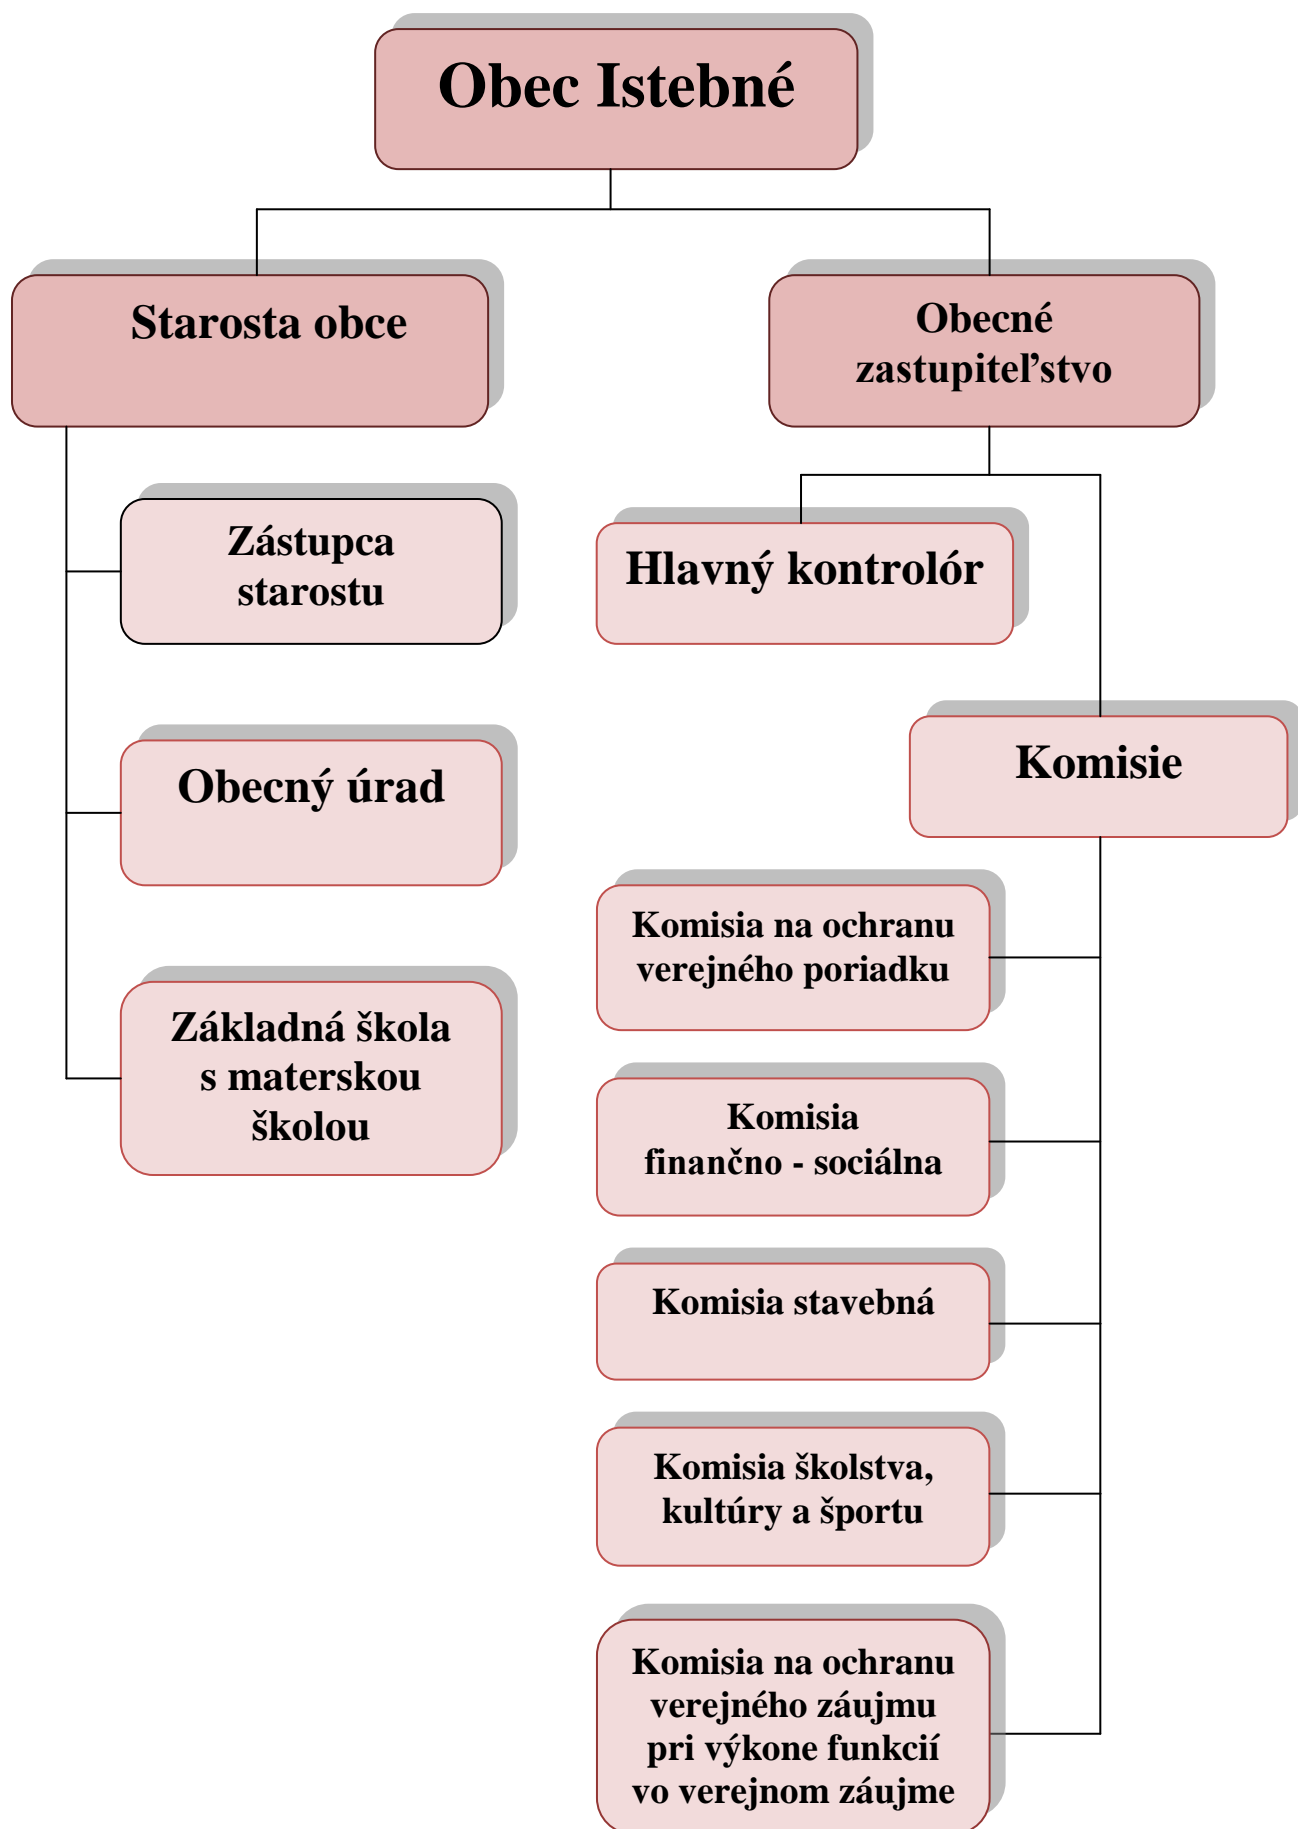 Obec Istebné
Starosta obce
Obecné
zastupiteľstvo
Zástupca
starostu
Hlavný kontrolór
Obecný úrad
Komisie
Základná škola
s materskou
školou
Komisia na ochranu
verejného poriadku
Komisia
finančno - sociálna
Komisia stavebná
Komisia školstva,
kultúry a športu
Komisia na ochranu
verejného záujmu
pri výkone funkcií
vo verejnom záujme